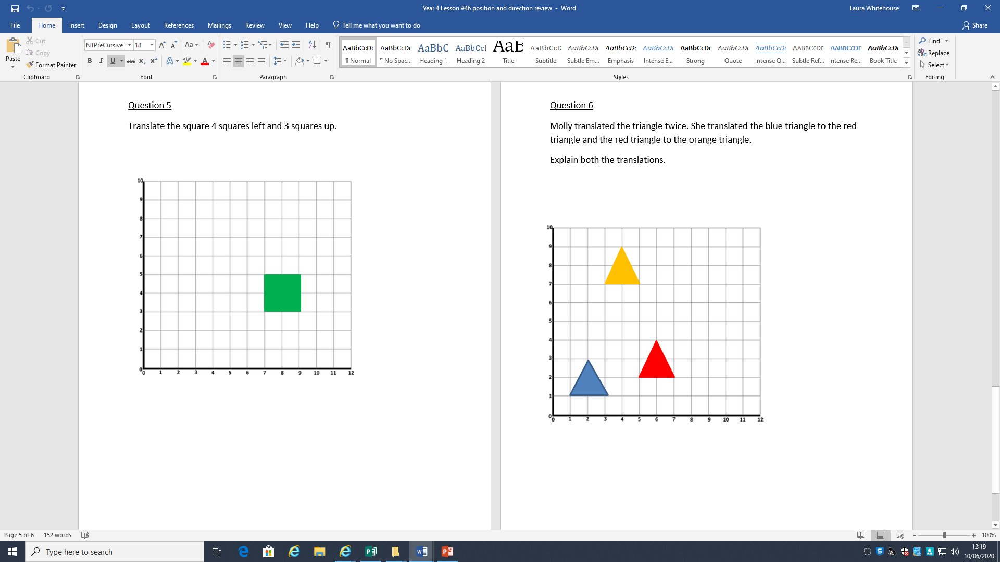 Year 4 Lesson #46 position and direction review - Word
Laura Whitehouse
File Home Insert Design Layout References Mailings Review View Help Tell me what you want to do
Share
Paste
Cut
Copy
Format Painter
Clipboard
NTPreCursive 18
Font
Paragraph
AaBbCcDc AaBbCcDc AaBbC AaBbCcI AaB AaBbCcD AaBbCcDc AaBbCcDc AaBbCcDc AaBbCcDc AaBbCcDc AaBbCcDc AABBCCDE AABBCCDE AaBbCcDc
¶ Normal ¶ No Spac... Heading 1 Heading 2 Title Subtitle Subtle Em... Emphasis Intense E... Strong Quote Intense Q... Subtle Ref... Intense Re... Book Title
Styles
Find
Replace
Select
Editing
Question 5
Translate the square 4 squares left and 3 squares up.
10
9
8
7
6
5
4
3
2
1
0
0 1 2 3 4 5 6 7 8 9 10 11 12
Question 6
Molly translated the triangle twice. She translated the blue triangle to the red
triangle and the red triangle to the orange triangle.
Explain both the translations.
10
9
8
7
6
5
4
3
2
1
0
0 1 2 3 4 5 6 7 8 9 10 11 12
Page 5 of 6 152 words
100%
Type here to search
12:19
10/06/2020